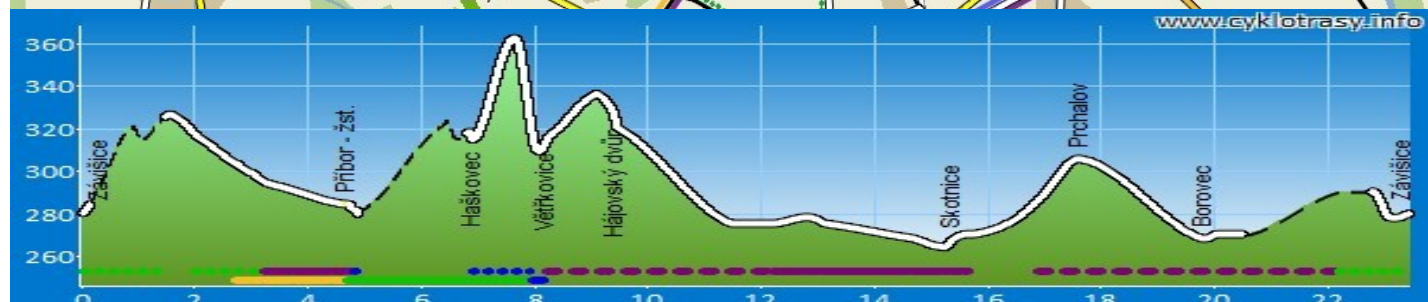 www.cyklotrasy.info
360
340
320
300
280
260
Závišice
Příbor - žst.
Haškovec
Větřkovice
Hájovský dvůr
Skotnice
Prchalov
Borovec
Závišice
0 2 4 6 8 10 12 14 16 18 20 22